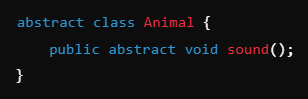 abstract class Animal {
    public abstract void sound();
}